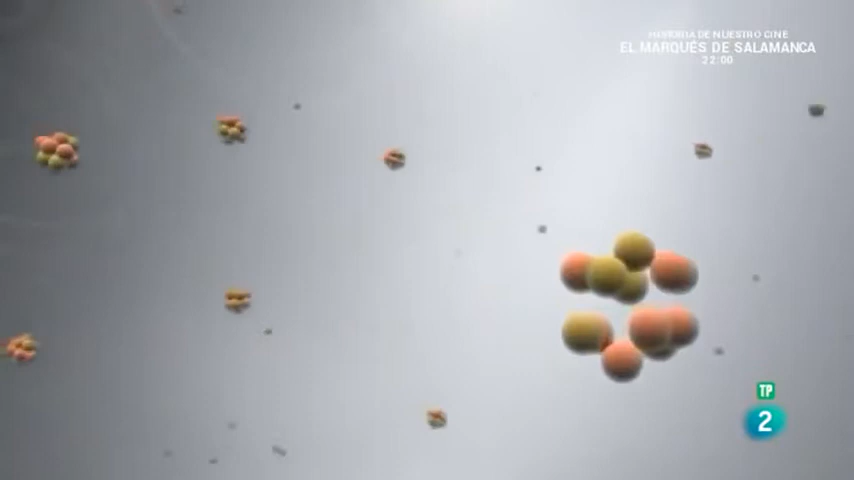 HISTORIA DE NUESTRO CINE
EL MARQUÉS DE SALAMANCA
22:00
TP
2